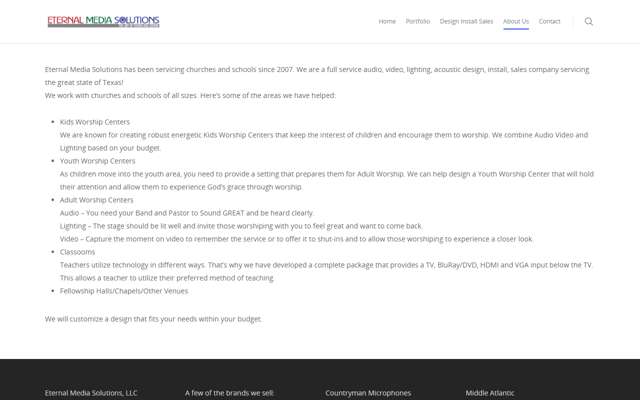 ETERNAL MEDIA SOLUTIONS
Home
Portfolio
Design Install Sales
About Us
Contact
Eternal Media Solutions has been servicing churches and schools since 2007. We are a full service audio, video, lighting, acoustic design, install, sales company servicing
the great state of Texas!
We work with churches and schools of all sizes. Here's some of the areas we have helped:
• Kids Worship Centers
We are known for creating robust energetic Kids Worship Centers that keep the interest of children and encourage them to worship. We combine Audio Video and
Lighting based on your budget.
• Youth Worship Centers
As children move into the youth area, you need to provide a setting that prepares them for Adult Worship. We can help design a Youth Worship Center that will hold
their attention and allow them to experience God's grace through worship.
• Adult Worship Centers
Audio – You need your Band and Pastor to Sound GREAT and be heard clearly.
Lighting – The stage should be lit well and invite those worshiping with you to feel great and want to come back.
Video – Capture the moment on video to remember the service or to offer it to shut-ins and to allow those worshiping to experience a closer look.
• Classooms
Teachers utilize technology in different ways. That's why we have developed a complete package that provides a TV, BluRay/DVD, HDMI and VGA input below the TV.
This allows a teacher to utilize their preferred method of teaching.
• Fellowship Halls/Chapels/Other Venues
We will customize a design that fits your needs within your budget.
Eternal Media Solutions, LLC
A few of the brands we sell:
Countryman Microphones
Middle Atlantic